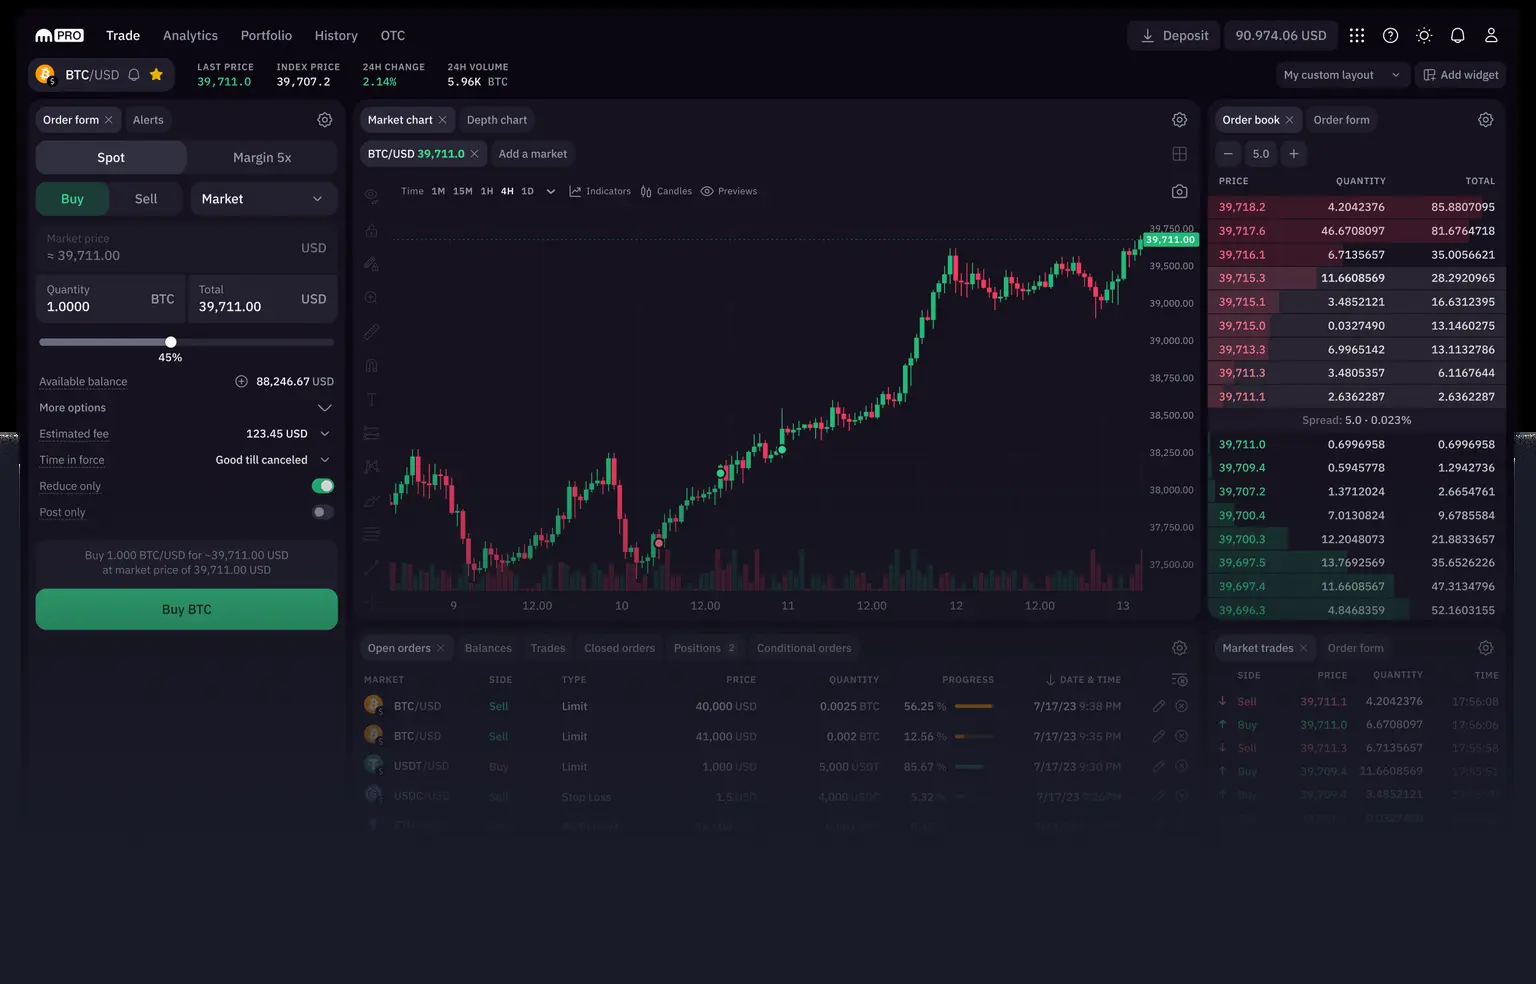 PRO Trade Analytics Portfolio History OTC Deposit 90.974.06 USD
BTC/USD
LAST PRICE INDEX PRICE 24H CHANGE 24H VOLUME
39,711.0 39,707.2 2.14% 5.96K BTC
My custom layout Add widget
Order form Alerts
Spot Margin 5x
Buy Sell Market
Market price
≈ 39,711.00 USD
Quantity
1.0000 BTC
Total
39,711.00 USD
45%
Available balance 88,246.67 USD
More options
Estimated fee 123.45 USD
Time in force Good till canceled
Reduce only
Post only
Buy 1.000 BTC/USD for ~39,711.00 USD
at market price of 39,711.00 USD
Buy BTC
Market chart Depth chart
BTC/USD 39,711.0 Add a market
Time 1M 15M 1H 4H 1D Indicators Candles Previews
39,750.00
39,711.00
39,500.00
39,250.00
39,000.00
39,000.00
38,750.00
38,500.00
38,250.00
38,000.00
37,750.00
37,500.00
9 12.00 10 12.00 11 12.00 12 12.00 13
Order book Order form
5.0
PRICE QUANTITY TOTAL
39,718.2 4.2042376 85.8807095
39,717.6 46.6708097 81.6764718
39,716.1 6.7135657 35.0056621
39,715.3 11.6608569 28.2920965
39,715.1 3.4852121 16.6312395
39,715.0 0.0327490 13.1460275
39,713.3 6.9965142 13.1132786
39,711.3 3.4805357 6.1167644
39,711.1 2.6362287 2.6362287
Spread: 5.0 · 0.023%
39,711.0 0.6996958 0.6996958
39,709.4 0.5945778 1.2942736
39,707.2 1.3712024 2.6654761
39,700.4 7.0130824 9.6785584
39,700.3 12.2048073 21.8833657
39,697.5 13.7692569 35.6526226
39,697.4 11.6608567 47.3134796
39,696.3 4.8468359 52.1603155
Open orders Balances Trades Closed orders Positions 2 Conditional orders
MARKET SIDE TYPE PRICE QUANTITY PROGRESS DATE & TIME
BTC/USD Sell Limit 40,000 USD 0.0025 BTC 56.25 % 7/17/23 9:38 PM
BTC/USD Sell Limit 41,000 USD 0.002 BTC 12.56 % 7/17/23 9:35 PM
USDT/USD Buy Limit 1,000 USD 5,000 USDT 85.67 % 7/17/23 9:30 PM
USDC/USD Sell Stop Loss 1.5 USD 4,000 USDC 5.32 % 7/17/23 9:26 PM
Market trades Order form
SIDE PRICE QUANTITY TIME
Sell 39,711.1 4.2042376 17:56:08
Buy 39,711.0 6.6708097 17:56:06
Sell 39,711.3 6.7135657 17:55:58
Buy 39,709.4 11.6608569 17:55:51
Buy 39,709.4 3.4852121
0.0327490